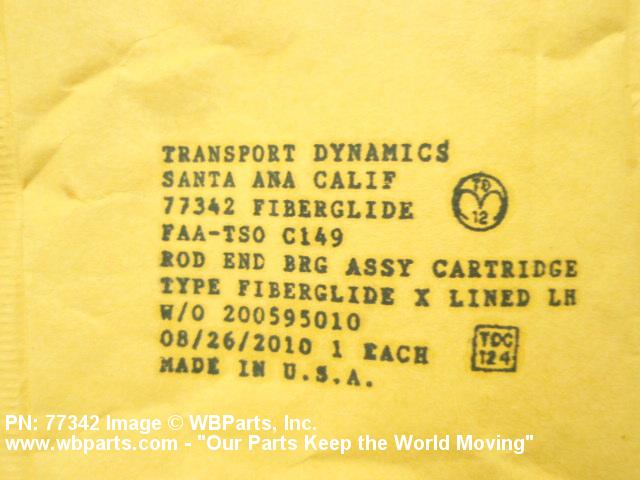 TRANSPORT DYNAMICS
SANTA ANA CALIF
77342 FIBERGLIDE
FAA-TSO C149
ROD END BRG ASSY CARTRIDGE
TYPE FIBERGLIDE X LINED LH
W/O 200595010
08/26/2010 1 EACH
MADE IN U.S.A.
TD
12
TDC
124
PN: 77342 Image © WBParts, Inc.
www.wbparts.com - "Our Parts Keep the World Moving"